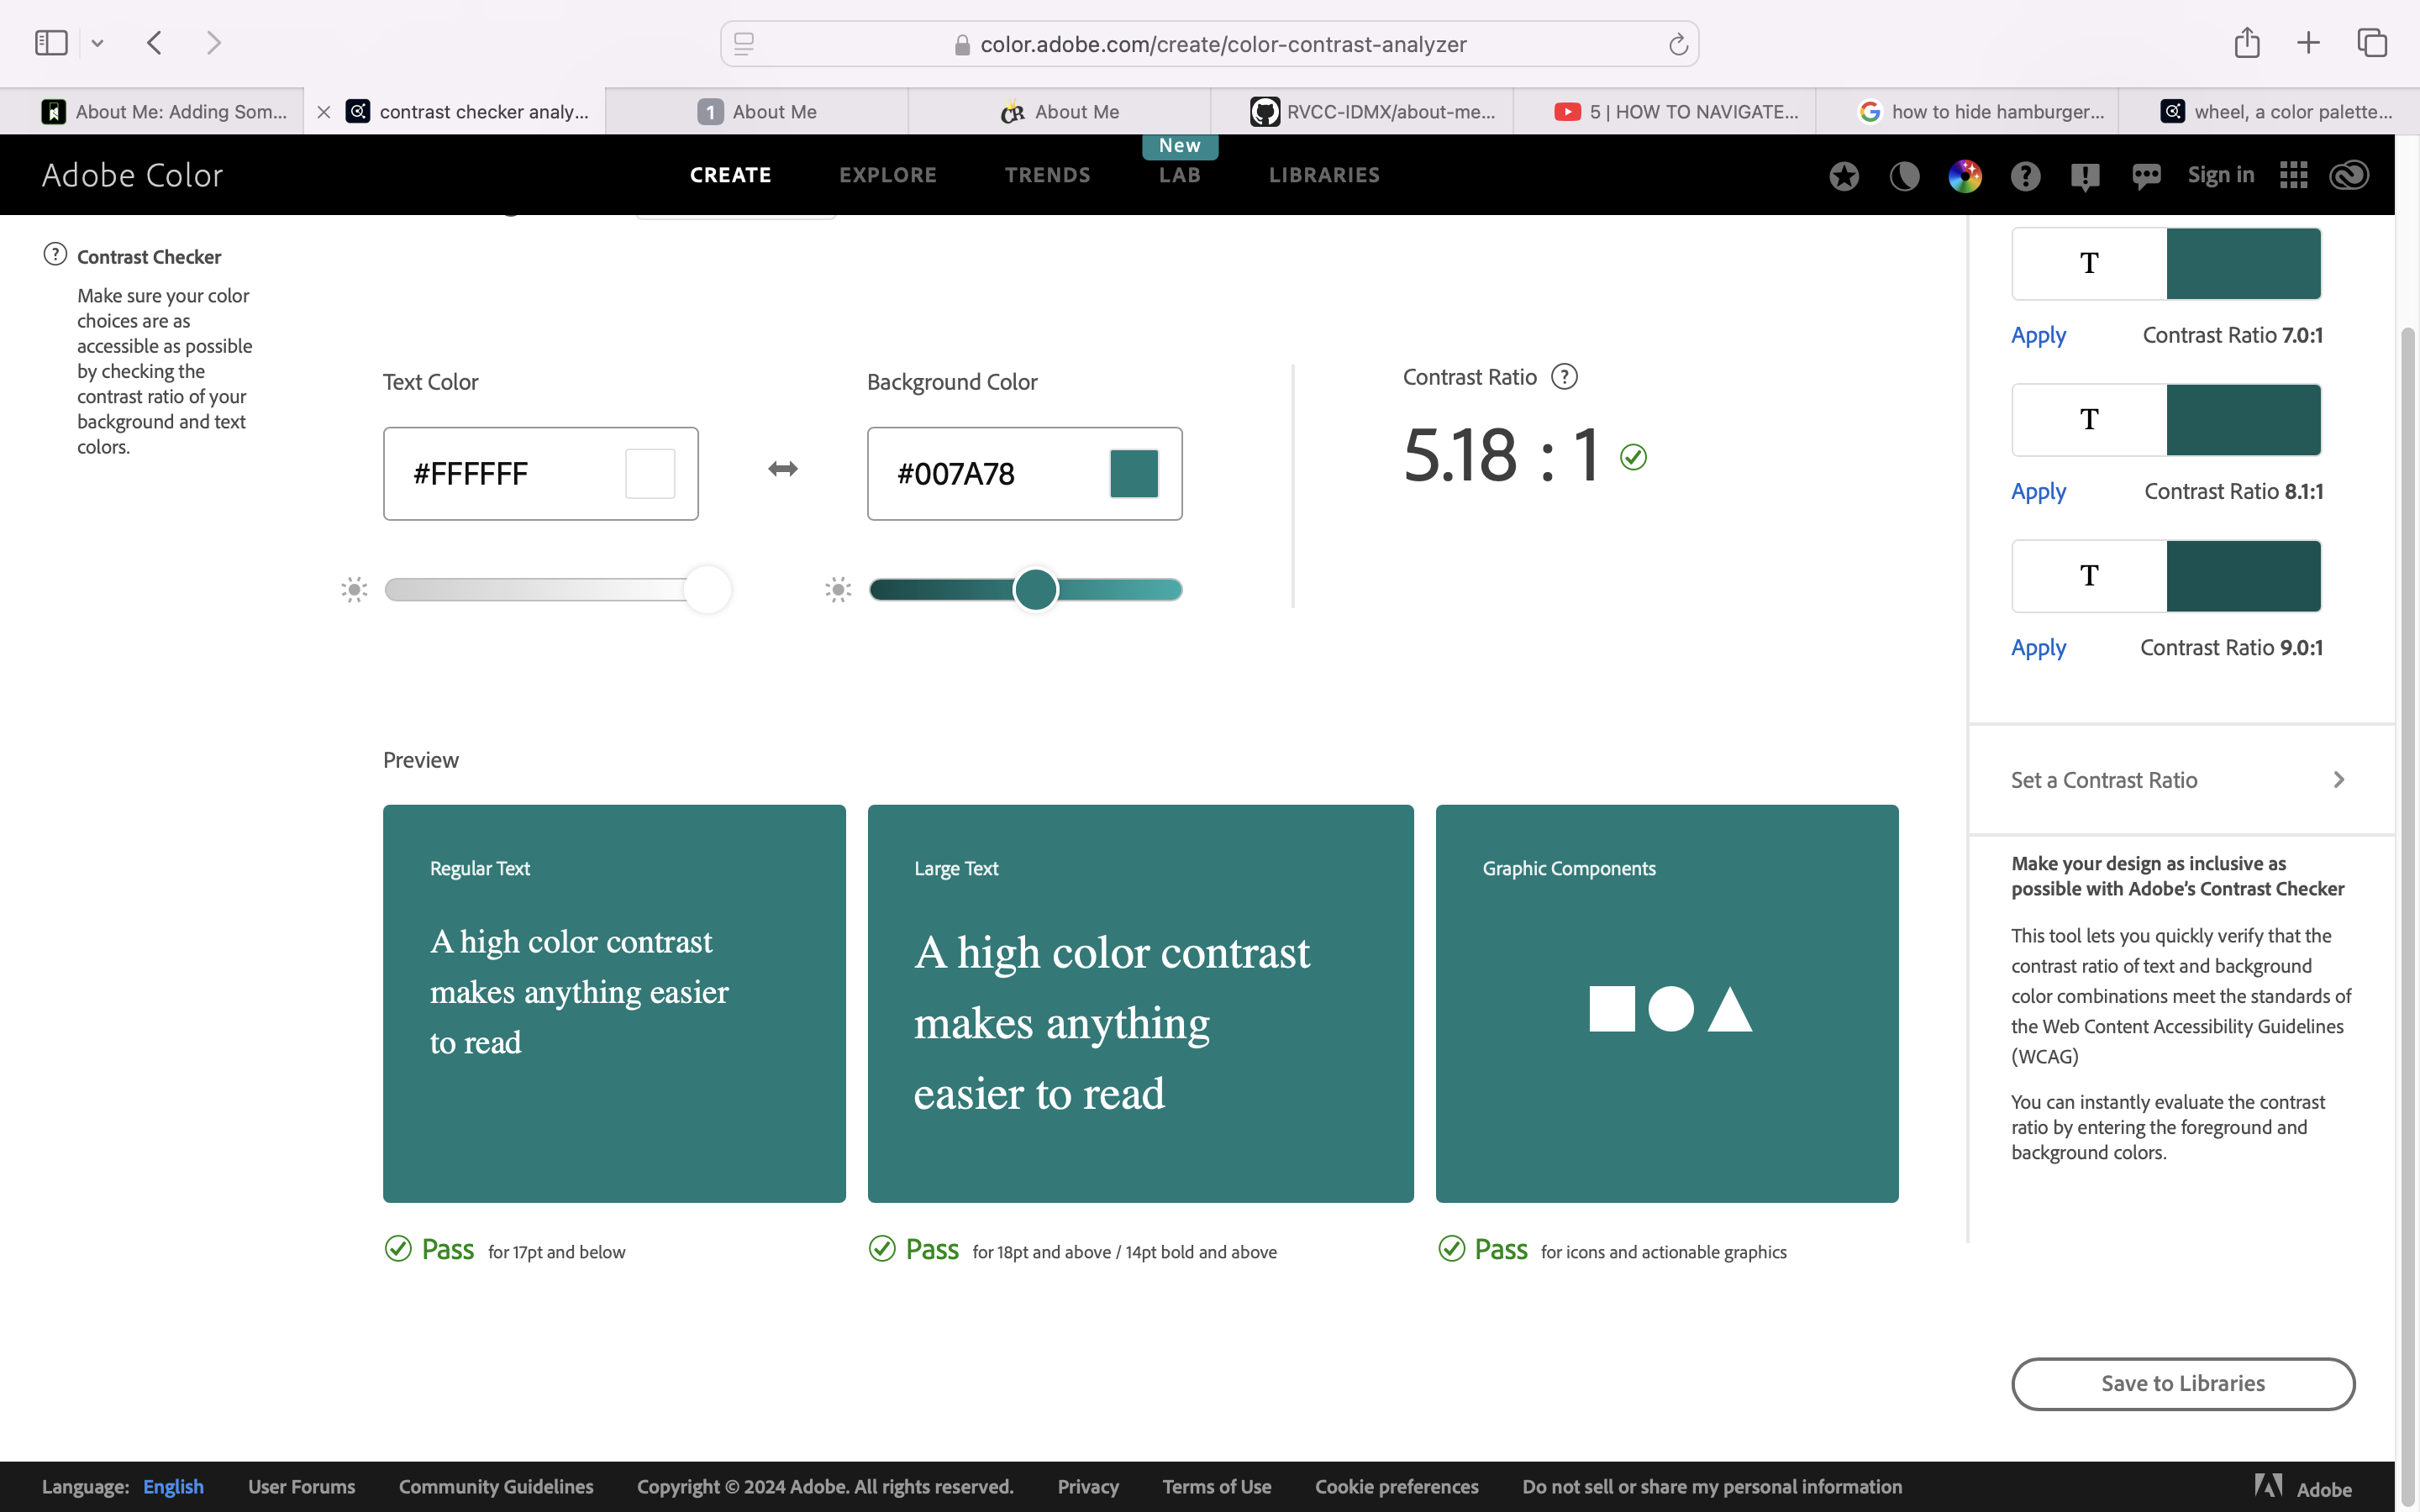 color.adobe.com/create/color-contrast-analyzer
About Me: Adding Som...
contrast checker analy...
1 About Me
About Me
RVCC-IDMX/about-me...
5 | HOW TO NAVIGATE...
how to hide hamburger...
wheel, a color palette...
Adobe Color
CREATE
EXPLORE
TRENDS
New
LAB
LIBRARIES
Sign in
Contrast Checker
Make sure your color
choices are as
accessible as possible
by checking the
contrast ratio of your
background and text
colors.
Text Color
#FFFFFF
Background Color
#007A78
Contrast Ratio
5.18 : 1
Preview
Regular Text
A high color contrast
makes anything easier
to read
Pass for 17pt and below
Large Text
A high color contrast
makes anything
easier to read
Pass for 18pt and above / 14pt bold and above
Graphic Components
Pass for icons and actionable graphics
T
Apply Contrast Ratio 7.0:1
T
Apply Contrast Ratio 8.1:1
T
Apply Contrast Ratio 9.0:1
Set a Contrast Ratio
Make your design as inclusive as
possible with Adobe's Contrast Checker
This tool lets you quickly verify that the
contrast ratio of text and background
color combinations meet the standards of
the Web Content Accessibility Guidelines
(WCAG)
You can instantly evaluate the contrast
ratio by entering the foreground and
background colors.
Save to Libraries
Language: English
User Forums
Community Guidelines
Copyright © 2024 Adobe. All rights reserved.
Privacy
Terms of Use
Cookie preferences
Do not sell or share my personal information
Adobe